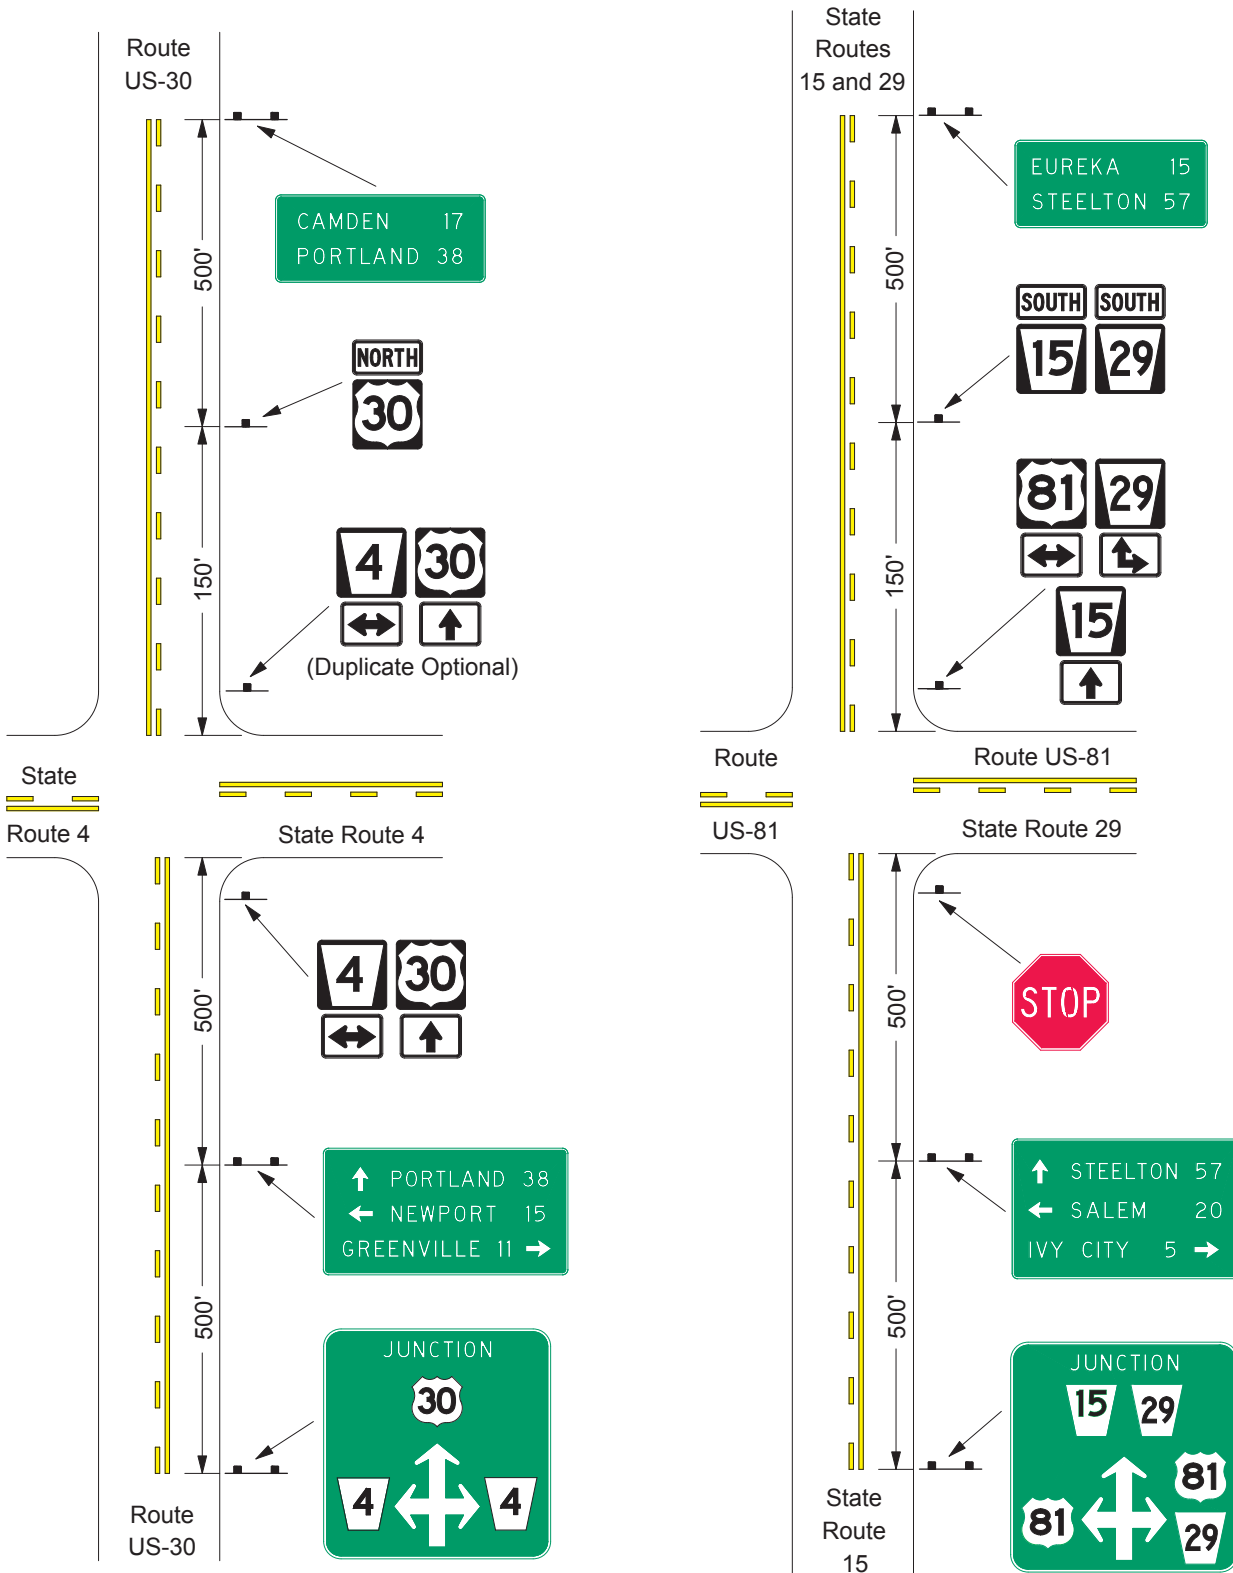 Route
US-30
500'
CAMDEN 17
PORTLAND 38
NORTH
30
150'
4 30
(Duplicate Optional)
State
Route 4
State Route 4
500'
4 30
PORTLAND 38
NEWPORT 15
GREENVILLE 11
500'
JUNCTION
30
4 4
Route
US-30
State
Routes
15 and 29
500'
EUREKA 15
STEELTON 57
SOUTH SOUTH
15 29
150'
81 29
15
Route
US-81
Route US-81
State Route 29
500'
STOP
STEELTON 57
SALEM 20
IVY CITY 5
500'
JUNCTION
15 29
81
81
29
State
Route
15